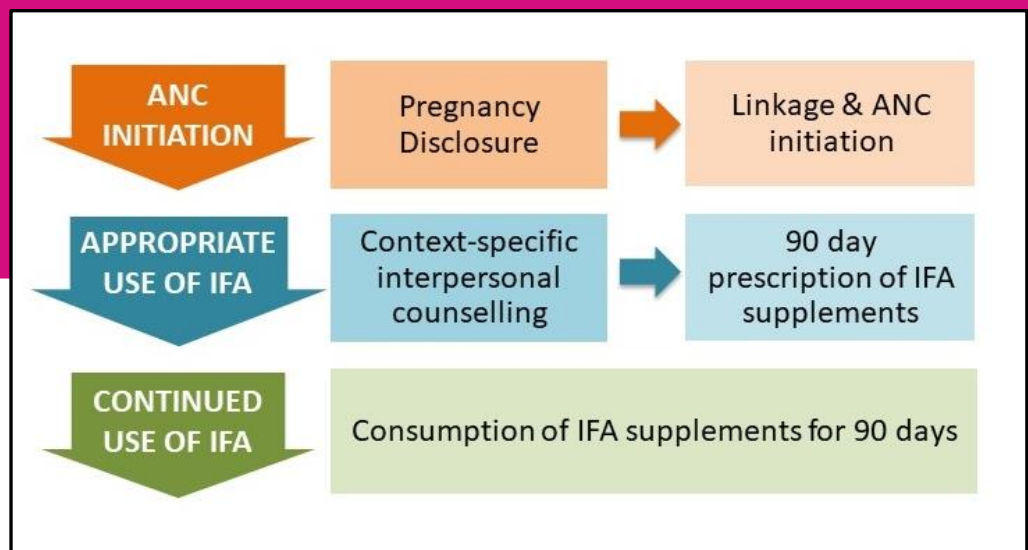 ANC
INITIATION
Pregnancy
Disclosure
Linkage & ANC
initiation
APPROPRIATE
USE OF IFA
Context-specific
interpersonal
counselling
90 day
prescription of IFA
supplements
CONTINUED
USE OF IFA
Consumption of IFA supplements for 90 days